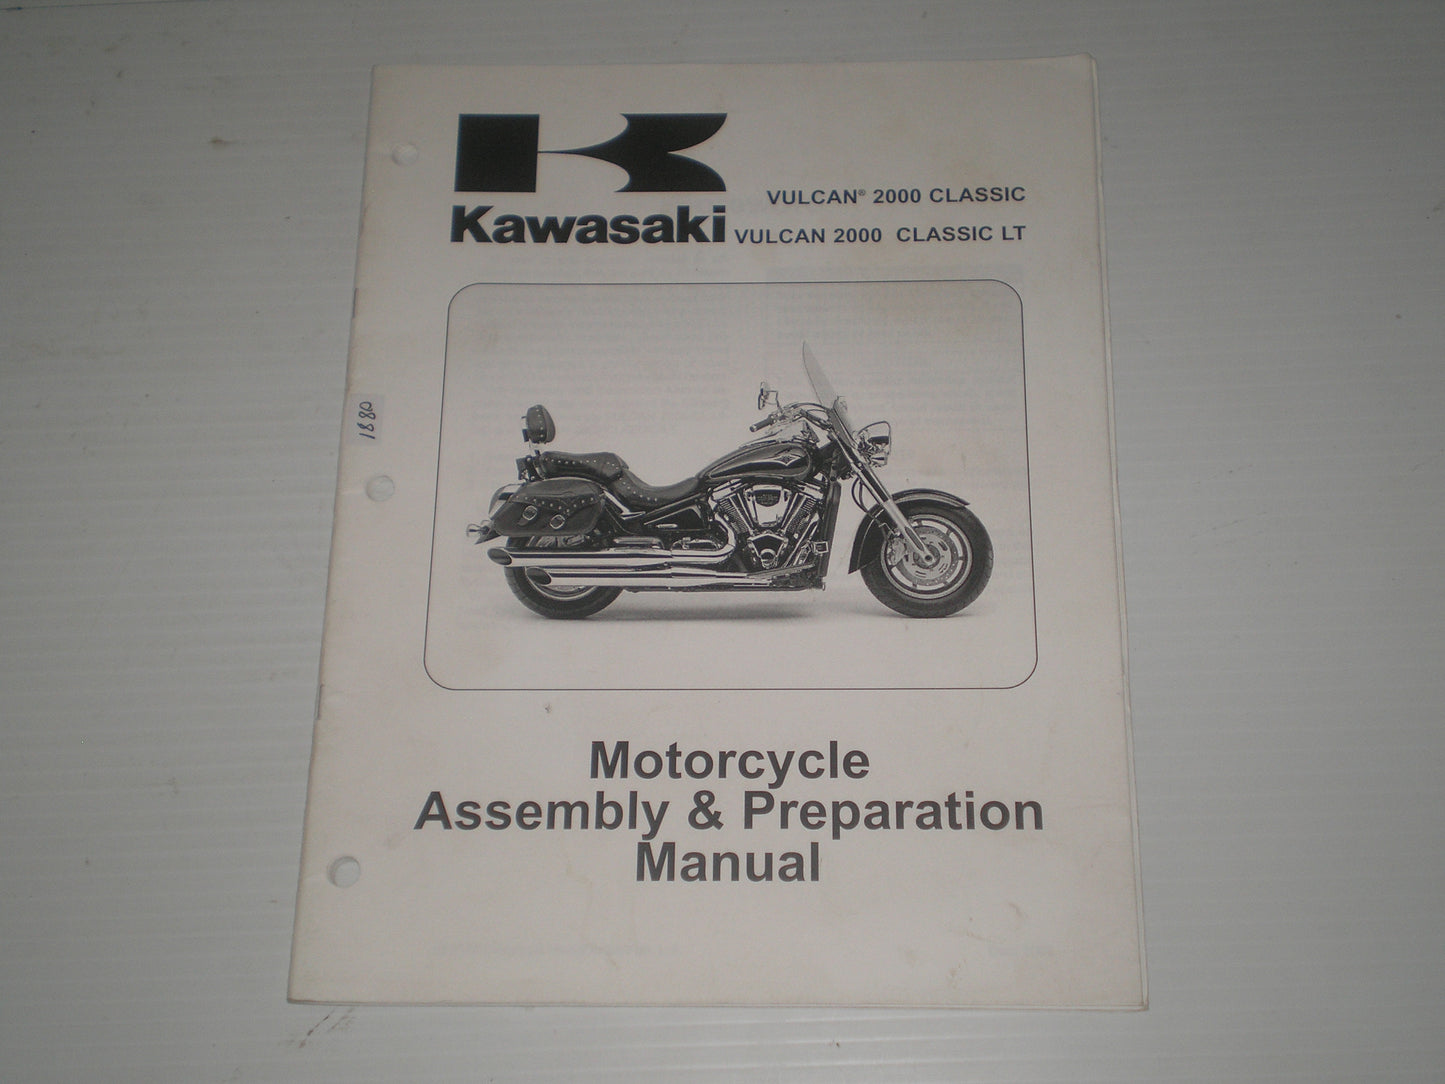 VULCAN® 2000 CLASSIC
Kawasaki
VULCAN 2000 CLASSIC LT
1880
Motorcycle
Assembly & Preparation
Manual